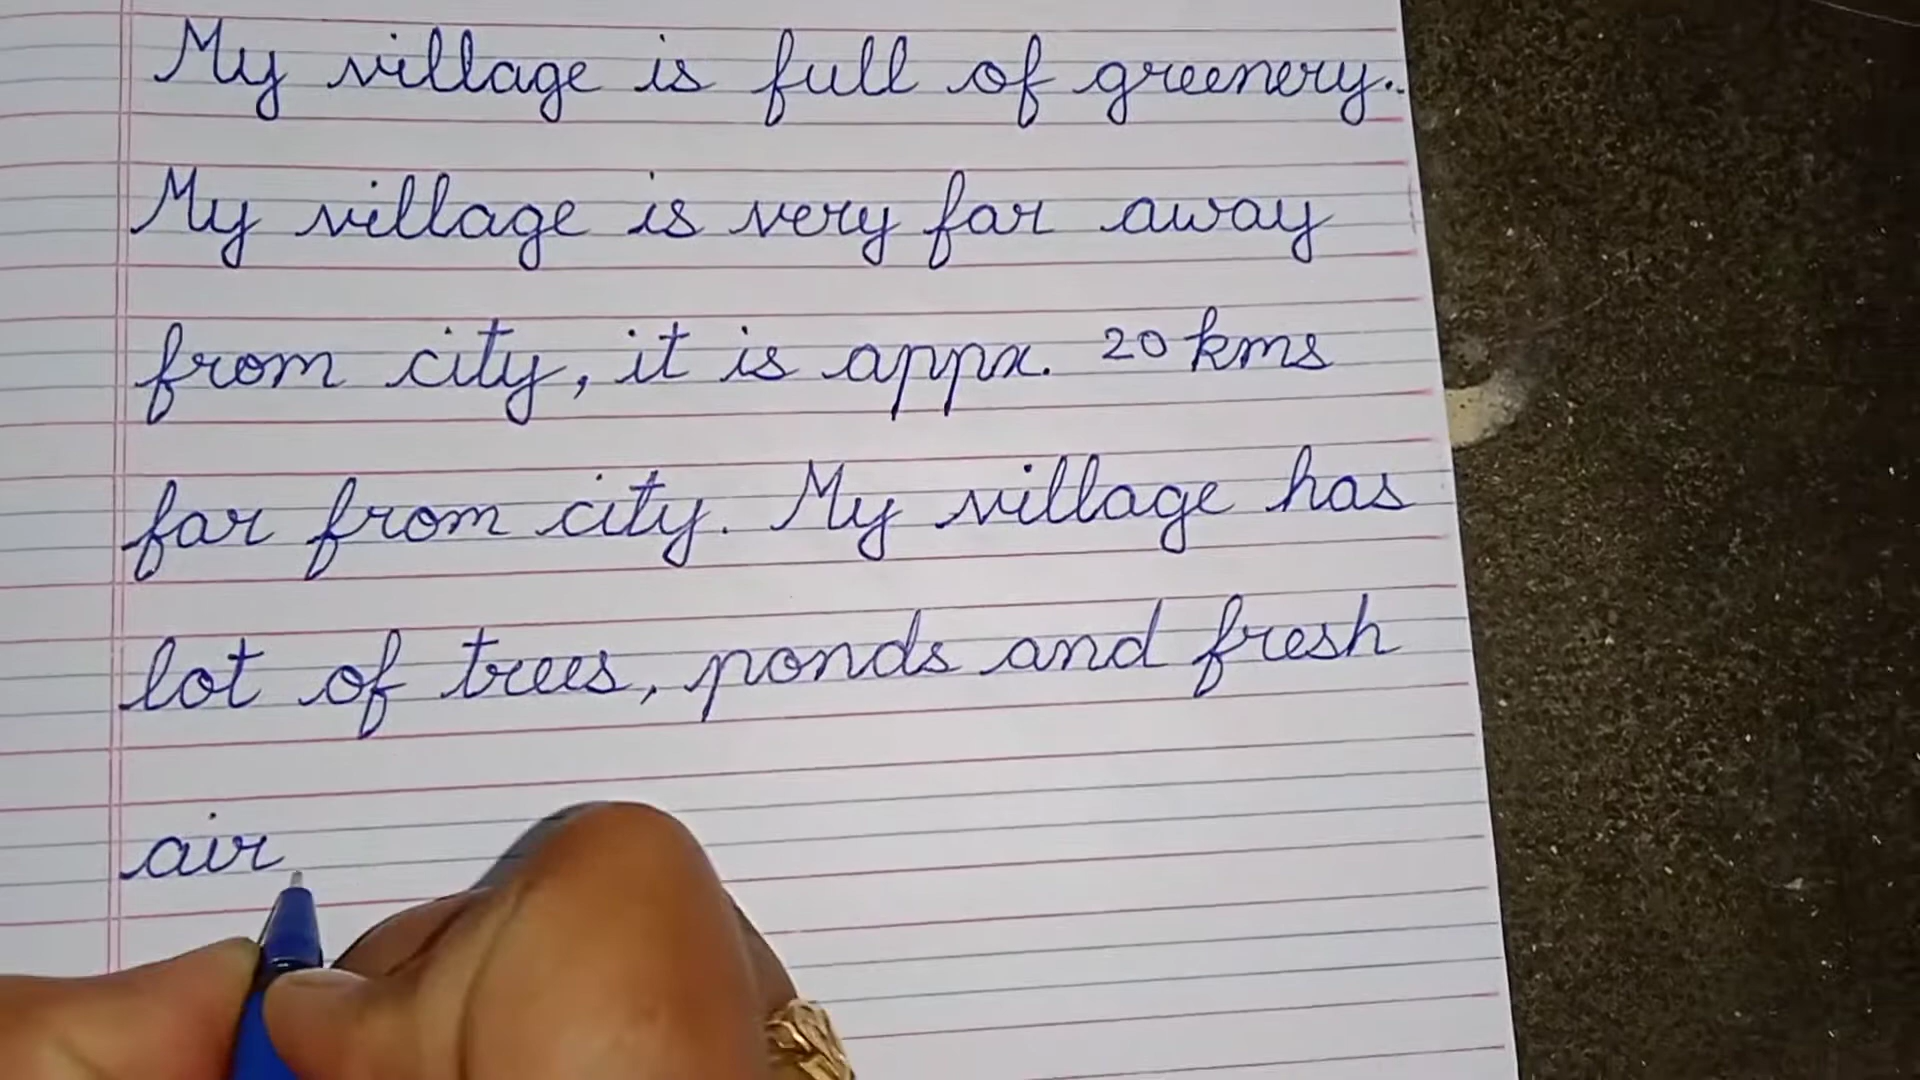 My village is full of greenery..
My village is very far away
from city, it is appx. 20 kms
far from city. My village has
lot of trees, ponds and fresh
air